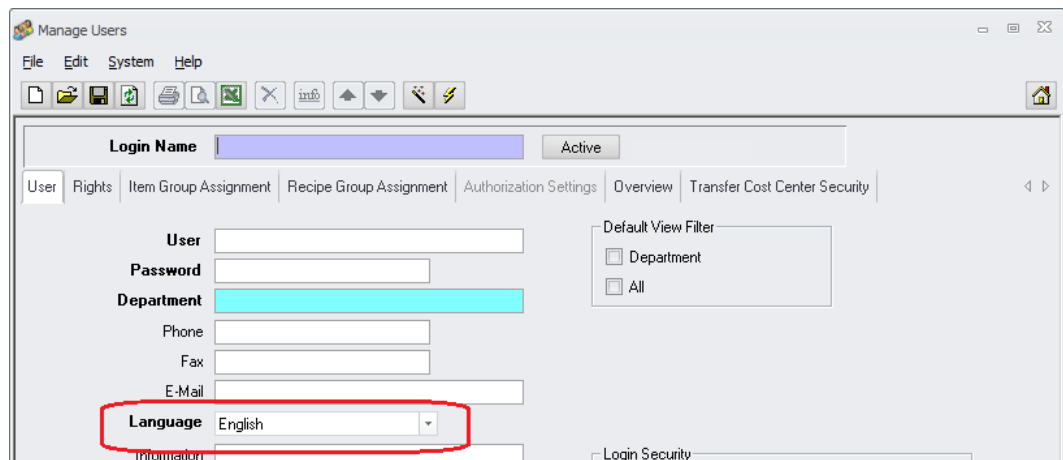 Manage Users
File Edit System Help
info
Login Name Active
User Rights Item Group Assignment Recipe Group Assignment Authorization Settings Overview Transfer Cost Center Security
Default View Filter
User
Department
Password
All
Department
Phone
Fax
E-Mail
Language English
Information
Login Security